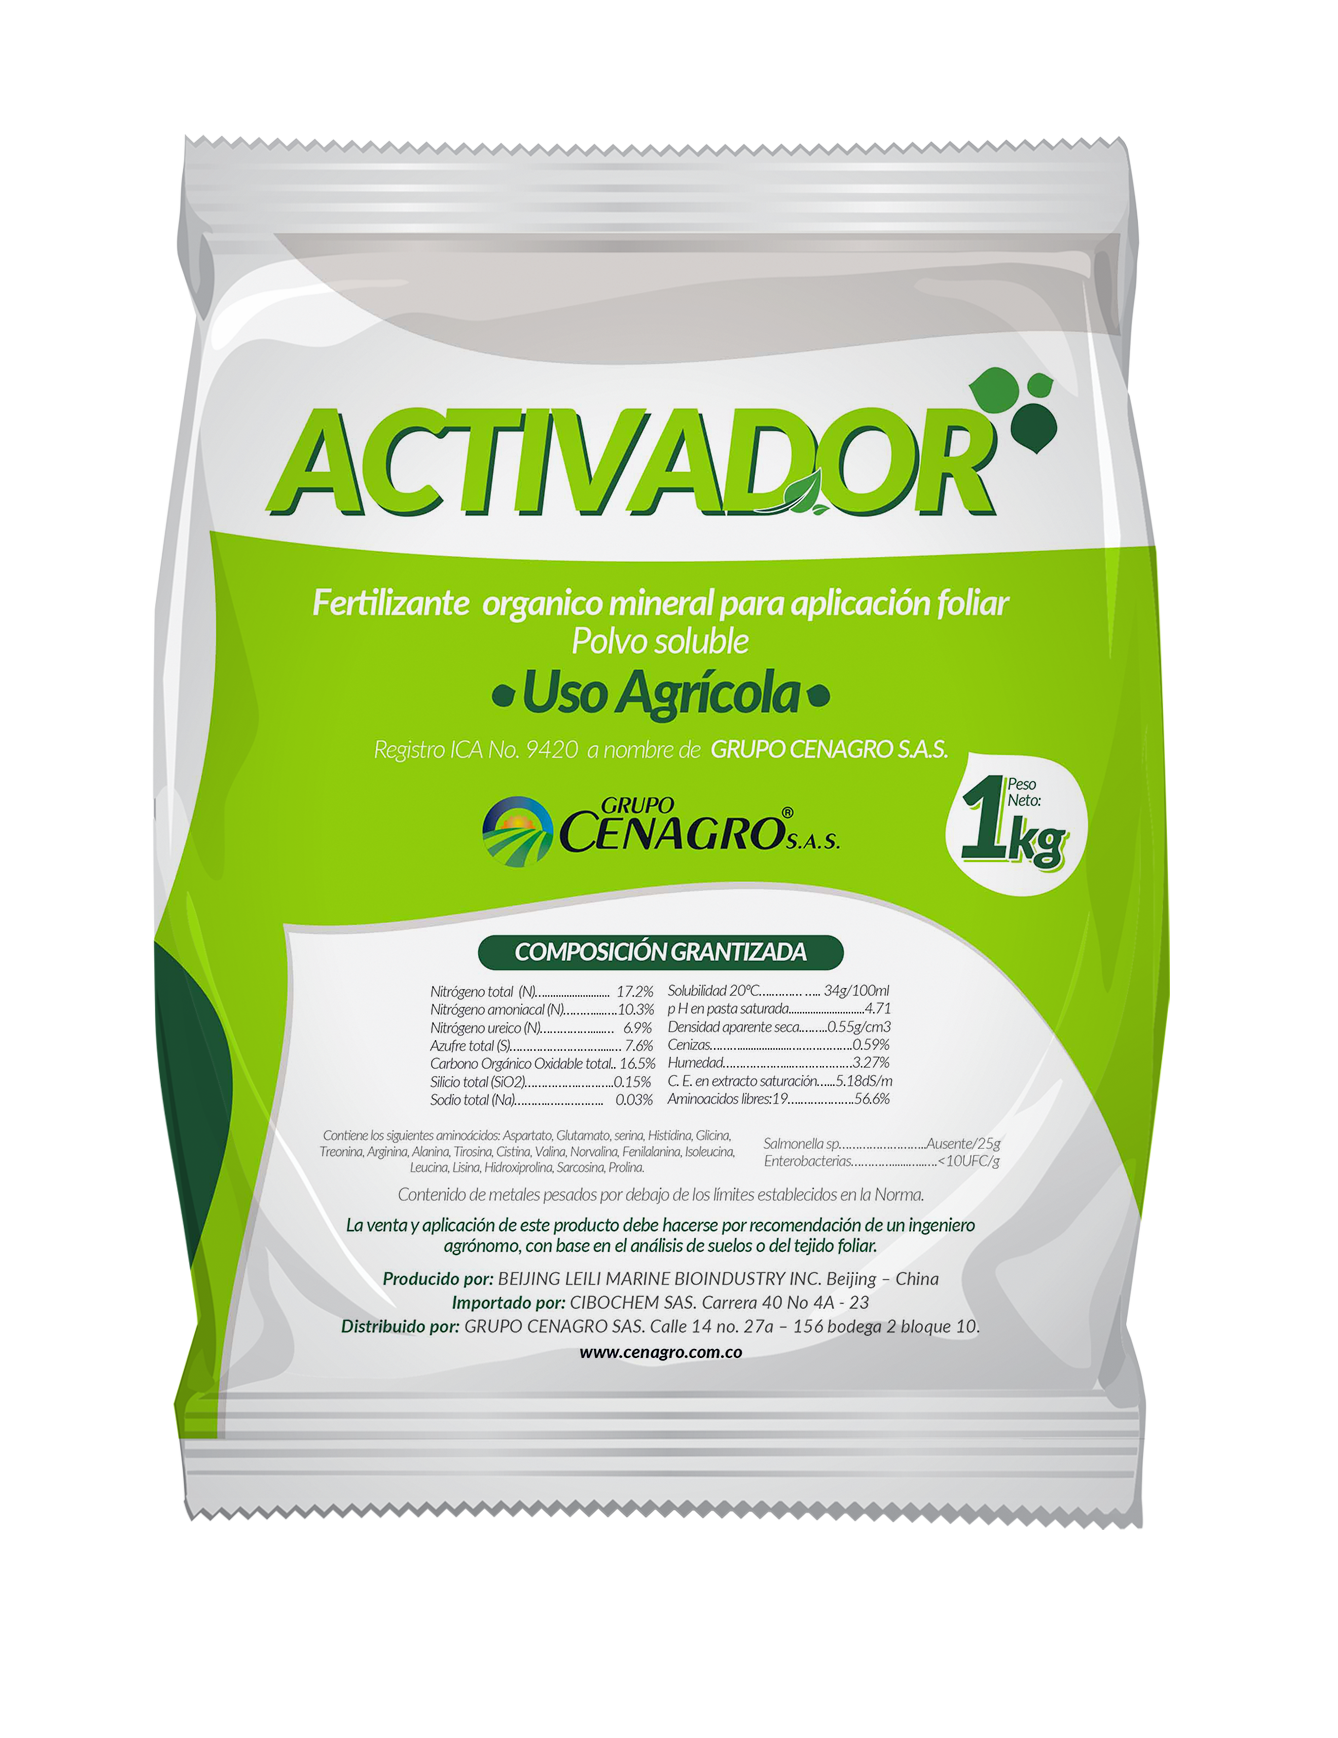 ACTIVADOR
Fertilizante organico mineral para aplicación foliar
Polvo soluble
•Uso Agrícola•
Registro ICA No. 9420 a nombre de GRUPO CENAGRO S.A.S.
1kg
Peso
Neto:
GRUPO
CENAGRO® S.A.S.
COMPOSICIÓN GRANTIZADA
Nitrógeno total (N).................... 17.2%
Nitrógeno amoniacal (N)................10.3%
Nitrógeno ureico (N).................... 6.9%
Azufre total (S)............................. 7.6%
Carbono Orgánico Oxidable total.. 16.5%
Silicio total (SiO2)........................0.15%
Sodio total (Na)........................ 0.03%
Solubilidad 20°C................ 34g/100ml
p H en pasta saturada...........................4.71
Densidad aparente seca.........0.55g/cm3
Cenizas.......................................0.59%
Humedad....................................3.27%
C. E. en extracto saturación......5.18dS/m
Aminoacidos libres:19...................56.6%
Contiene los siguientes aminoácidos: Aspartato, Glutamato, serina, Histidina, Glicina,
Treonina, Arginina, Alanina, Tirosina, Cistina, Valina, Norvalina, Fenilalanina, Isoleucina,
Leucina, Lisina, Hidroxiprolina, Sarcosina, Prolina.
Salmonella sp..........................Ausente/25g
Enterobacterias.........................<10UFC/g
Contenido de metales pesados por debajo de los límites establecidos en la Norma.
La venta y aplicación de este producto debe hacerse por recomendación de un ingeniero
agrónomo, con base en el análisis de suelos o del tejido foliar.
Producido por: BEIJING LEILI MARINE BIOINDUSTRY INC. Beijing – China
Importado por: CIBOCHEM SAS. Carrera 40 No 4A - 23
Distribuido por: GRUPO CENAGRO SAS. Calle 14 no. 27a – 156 bodega 2 bloque 10.
www.cenagro.com.co